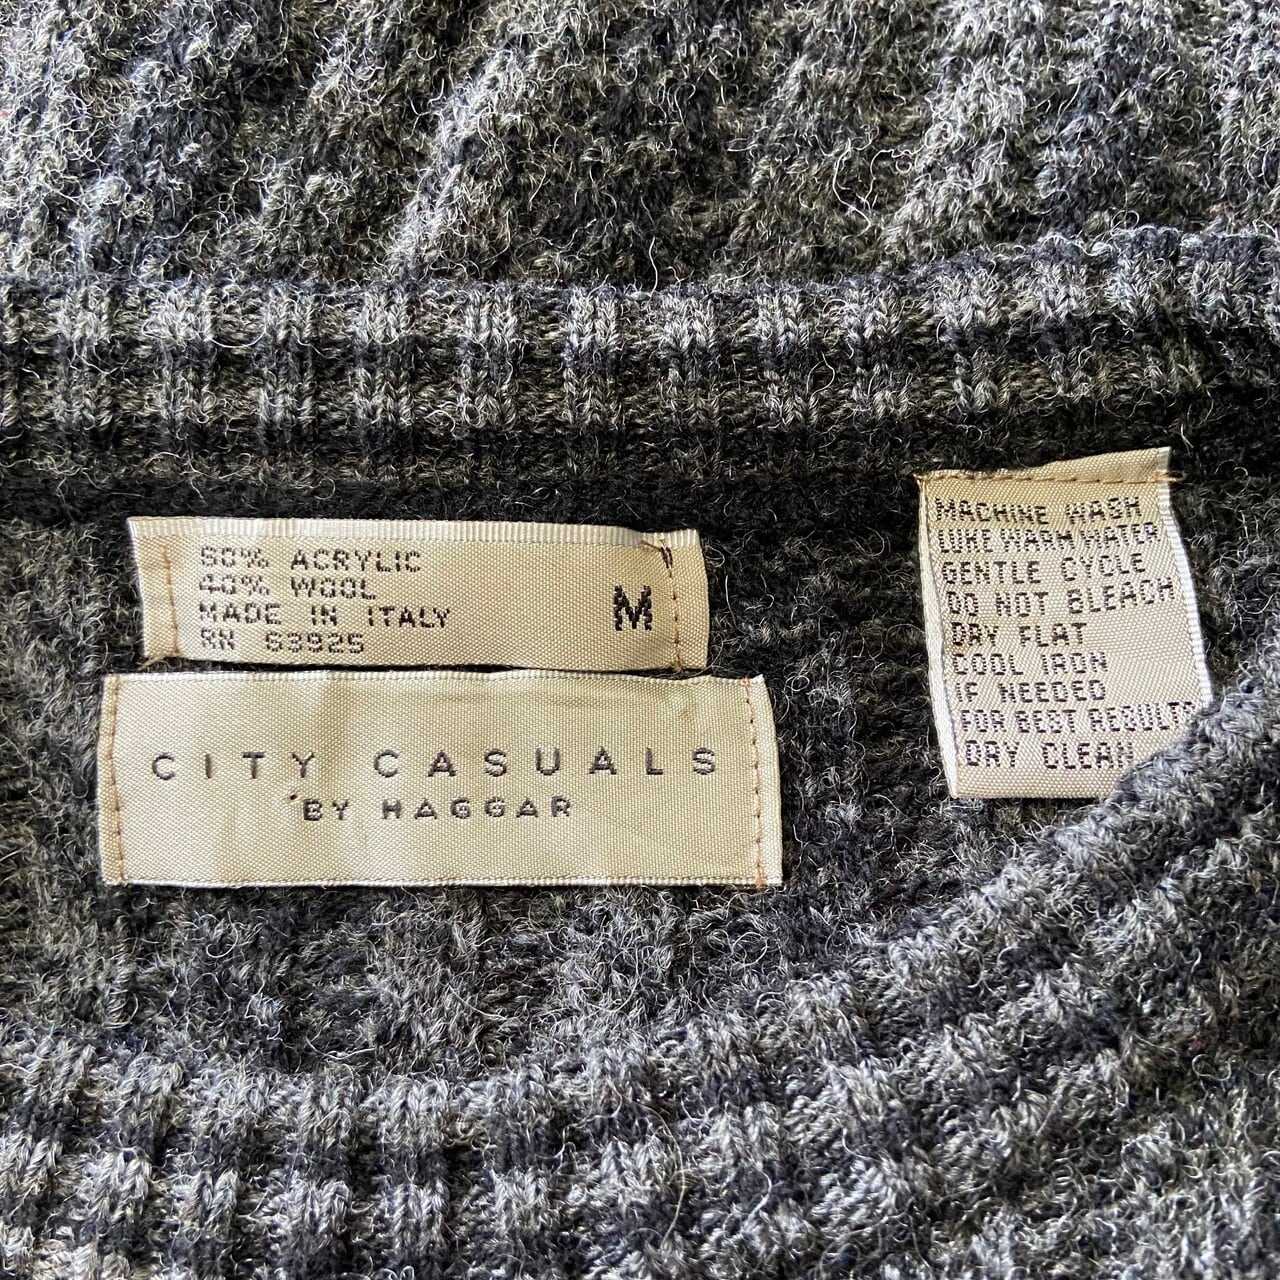 60% ACRYLIC
40% WOOL
MADE IN ITALY
RN 53925
M
CITY CASUALS
BY HAGGAR
MACHINE WASH
LUKE WARM WATER
GENTLE CYCLE
DO NOT BLEACH
DRY FLAT
COOL IRON
IF NEEDED
FOR BEST RESULTS
DRY CLEAN